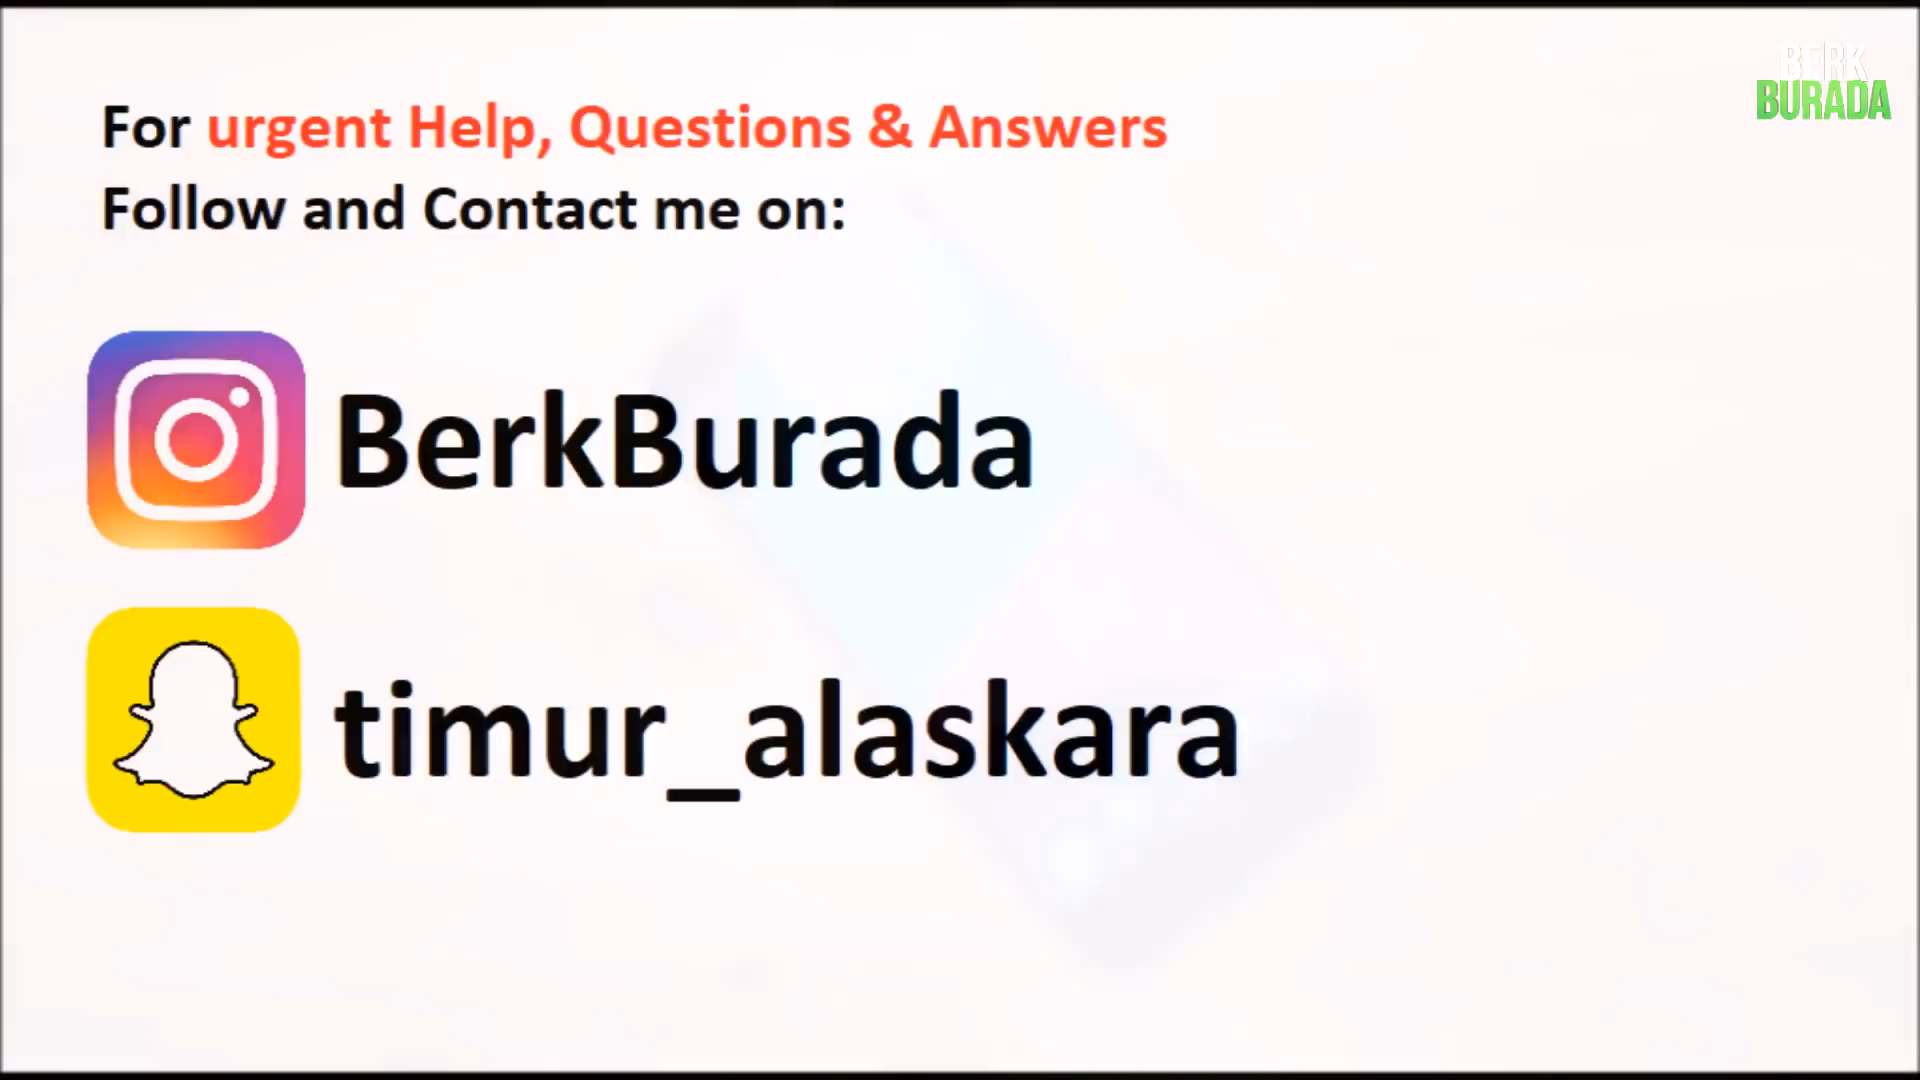 BERK
BURADA
For urgent Help, Questions & Answers
Follow and Contact me on:
BerkBurada
timur_alaskara